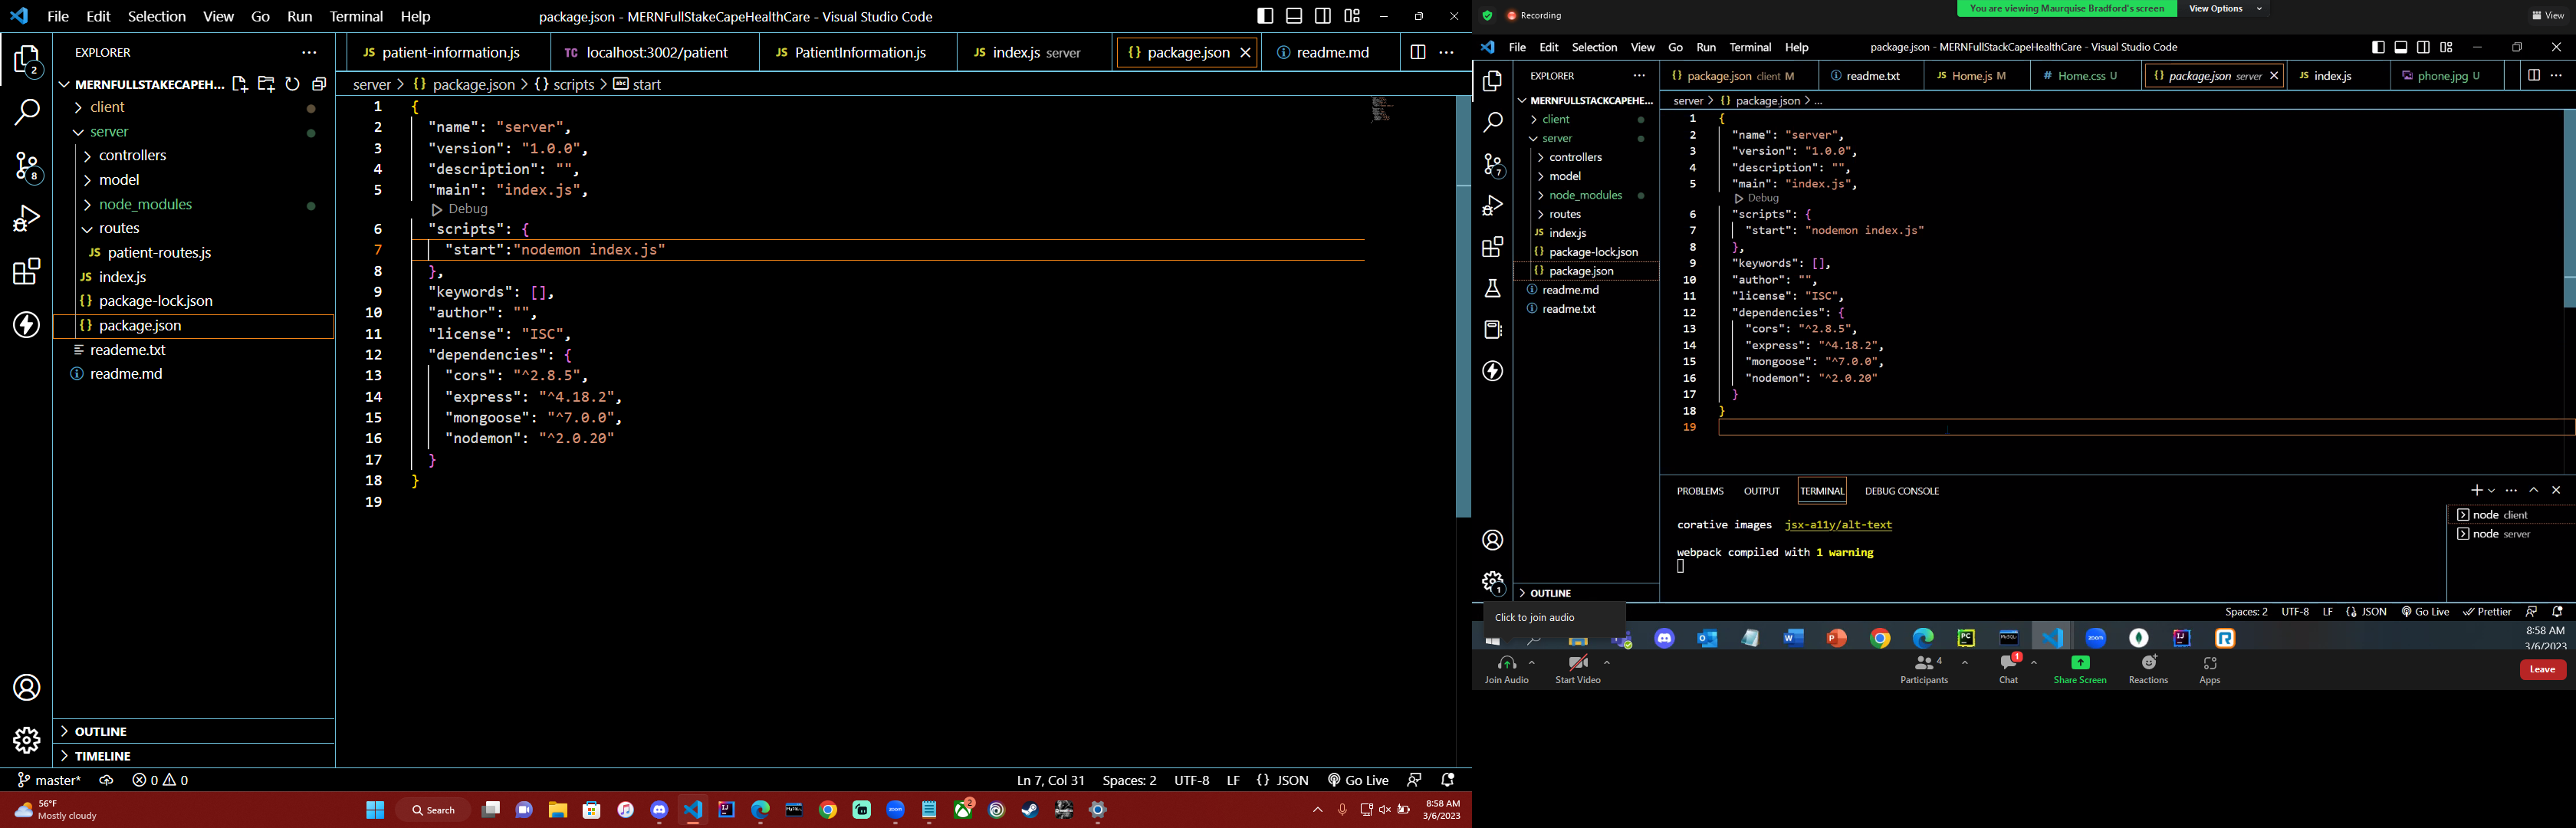 File Edit Selection View Go Run Terminal Help
package.json - MERNFullStakeCapeHealthCare - Visual Studio Code
EXPLORER
MERNFULLSTAKECAPEH...
client
server
controllers
model
node_modules
routes
JS patient-routes.js
JS index.js
{} package-lock.json
{} package.json
reademe.txt
readme.md
OUTLINE
TIMELINE
2
8
JS patient-information.js
TC localhost:3002/patient
JS PatientInformation.js
JS index.js server
{} package.json
readme.md
server > {} package.json > {} scripts > abc start
1 {
2 "name": "server",
3 "version": "1.0.0",
4 "description": "",
5 "main": "index.js",
Debug
6 "scripts": {
7 "start":"nodemon index.js"
8 },
9 "keywords": [],
10 "author": "",
11 "license": "ISC",
12 "dependencies": {
13 "cors": "^2.8.5",
14 "express": "^4.18.2",
15 "mongoose": "^7.0.0",
16 "nodemon": "^2.0.20"
17 }
18 }
19
master* 0 0
Ln 7, Col 31 Spaces: 2 UTF-8 LF {} JSON Go Live
56°F
Mostly cloudy
Search
2
8:58 AM
3/6/2023
Recording
You are viewing Maurquise Bradford's screen
View Options
View
File Edit Selection View Go Run Terminal Help
package.json - MERNFullStackCapeHealthCare - Visual Studio Code
EXPLORER
MERNFULLSTACKCAPEHE...
client
server
controllers
model
node_modules
routes
JS index.js
{} package-lock.json
{} package.json
readme.md
readme.txt
OUTLINE
7
1
{} package.json client M
readme.txt
JS Home.js M
# Home.css U
{} package.json server
JS index.js
phone.jpg U
server > {} package.json > ...
1 {
2 "name": "server",
3 "version": "1.0.0",
4 "description": "",
5 "main": "index.js",
Debug
6 "scripts": {
7 "start": "nodemon index.js"
8 },
9 "keywords": [],
10 "author": "",
11 "license": "ISC",
12 "dependencies": {
13 "cors": "^2.8.5",
14 "express": "^4.18.2",
15 "mongoose": "^7.0.0",
16 "nodemon": "^2.0.20"
17 }
18 }
19
PROBLEMS OUTPUT TERMINAL DEBUG CONSOLE
corative images jsx-a11y/alt-text
webpack compiled with 1 warning
node client
node server
Spaces: 2 UTF-8 LF {} JSON Go Live Prettier
Click to join audio
8:58 AM
3/6/2023
Join Audio
Start Video
Participants 4
Chat 1
Share Screen
Reactions
Apps
Leave